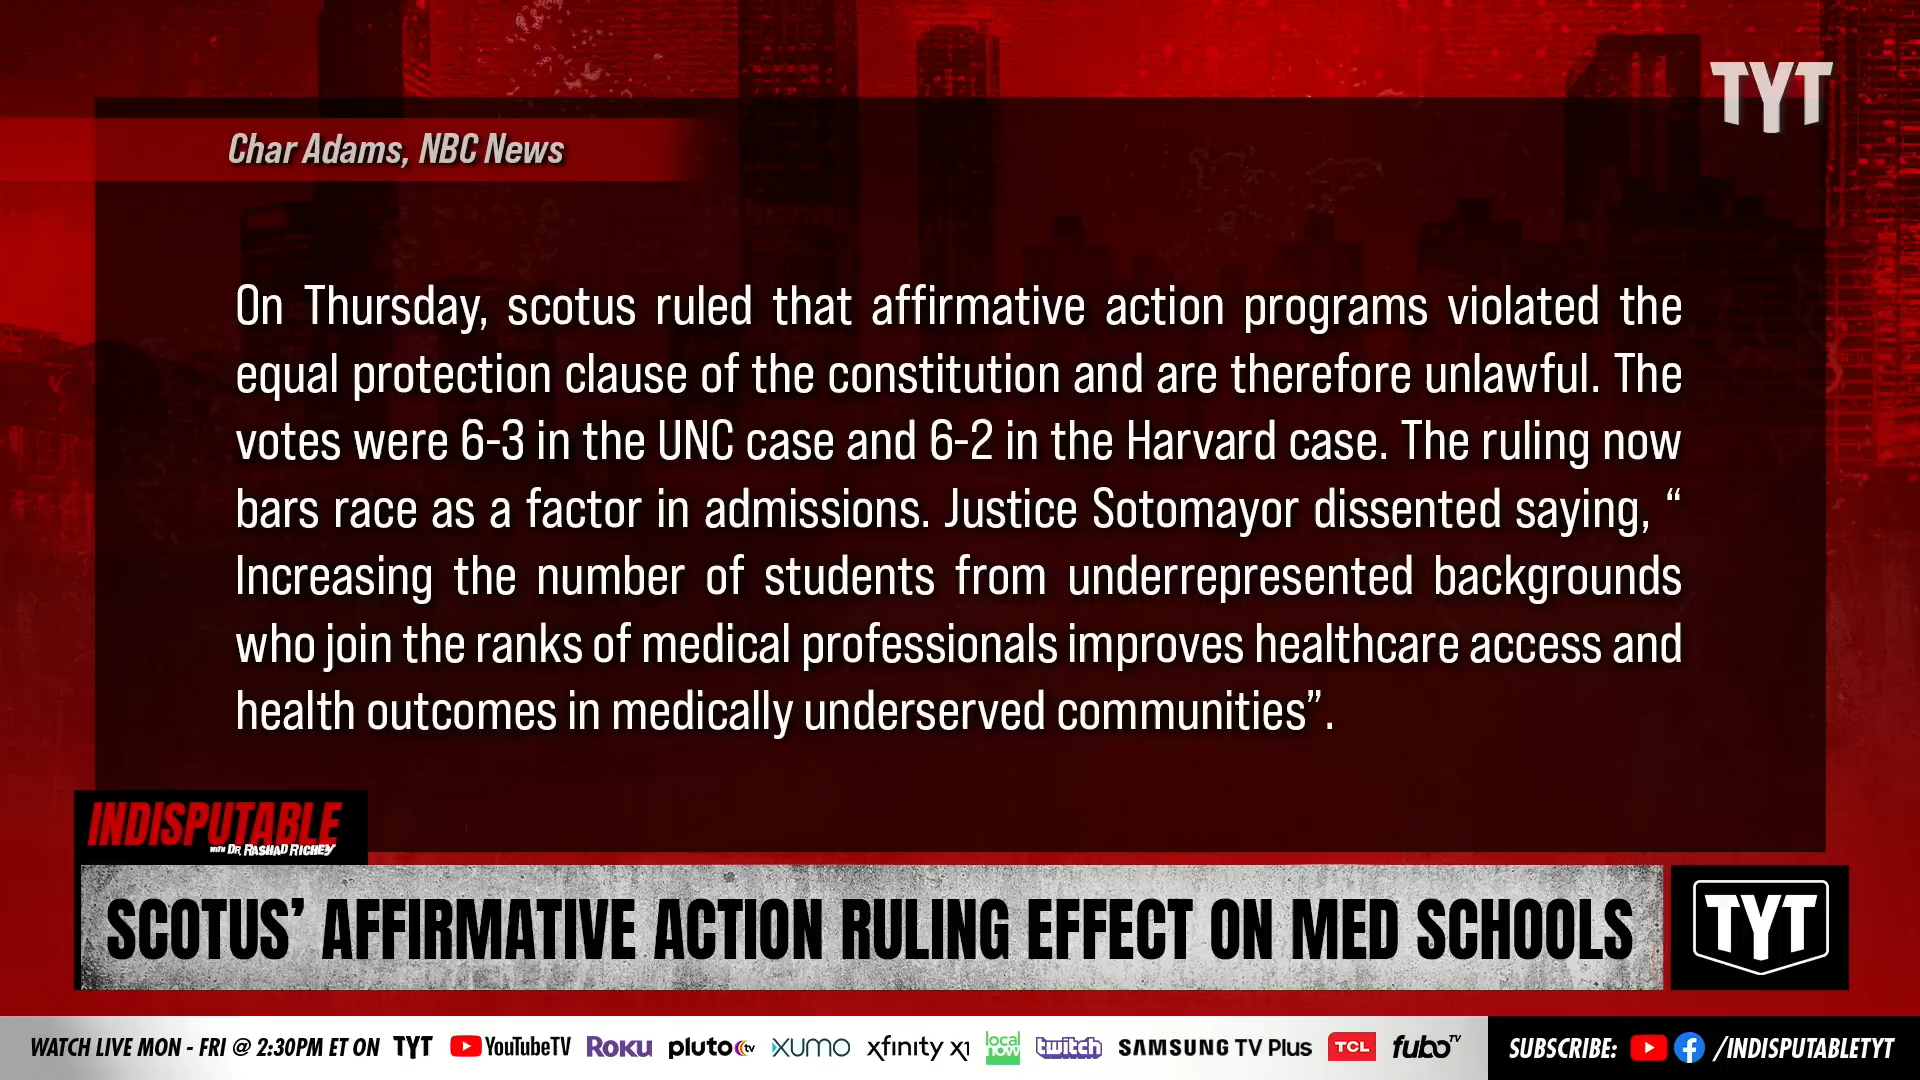 TYT
Char Adams, NBC News
On Thursday, scotus ruled that affirmative action programs violated the
equal protection clause of the constitution and are therefore unlawful. The
votes were 6-3 in the UNC case and 6-2 in the Harvard case. The ruling now
bars race as a factor in admissions. Justice Sotomayor dissented saying, “
Increasing the number of students from underrepresented backgrounds
who join the ranks of medical professionals improves healthcare access and
health outcomes in medically underserved communities”.
INDISPUTABLE
WITH DR RASHAD RICHEY
SCOTUS’ AFFIRMATIVE ACTION RULING EFFECT ON MED SCHOOLS
TYT
WATCH LIVE MON - FRI @ 2:30PM ET ON TYT YouTubeTV ROKU pluto tv XUMO xfinity x1 local now twitch SAMSUNG TV Plus TCL fubo TV SUBSCRIBE: /INDISPUTABLETYT